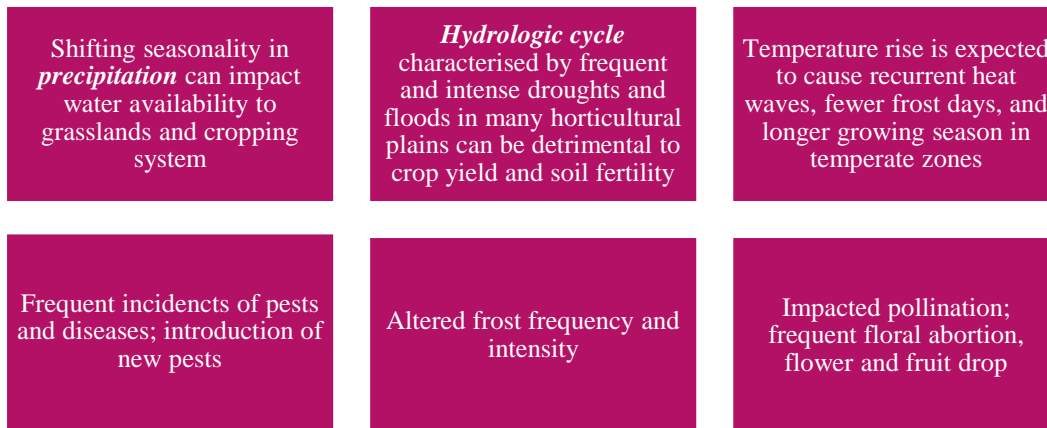 Shifting seasonality in
precipitation can impact
water availability to
grasslands and cropping
system
Hydrologic cycle
characterised by frequent
and intense droughts and
floods in many horticultural
plains can be detrimental to
crop yield and soil fertility
Temperature rise is expected
to cause recurrent heat
waves, fewer frost days, and
longer growing season in
temperate zones
Frequent incidencts of pests
and diseases; introduction of
new pests
Altered frost frequency and
intensity
Impacted pollination;
frequent floral abortion,
flower and fruit drop